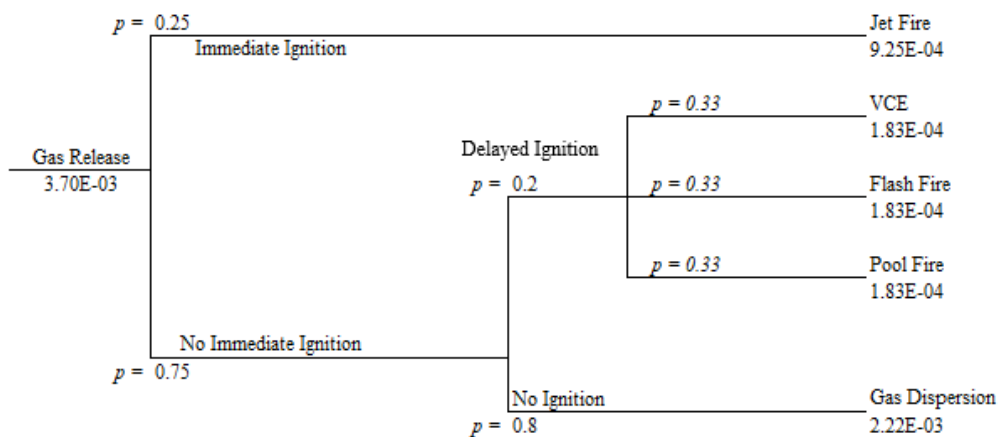 p = 0.25
Immediate Ignition
Jet Fire
9.25E-04
p = 0.33
VCE
1.83E-04
Gas Release
3.70E-03
Delayed Ignition
p = 0.2
p = 0.33
Flash Fire
1.83E-04
p = 0.33
Pool Fire
1.83E-04
No Immediate Ignition
p = 0.75
No Ignition
p = 0.8
Gas Dispersion
2.22E-03